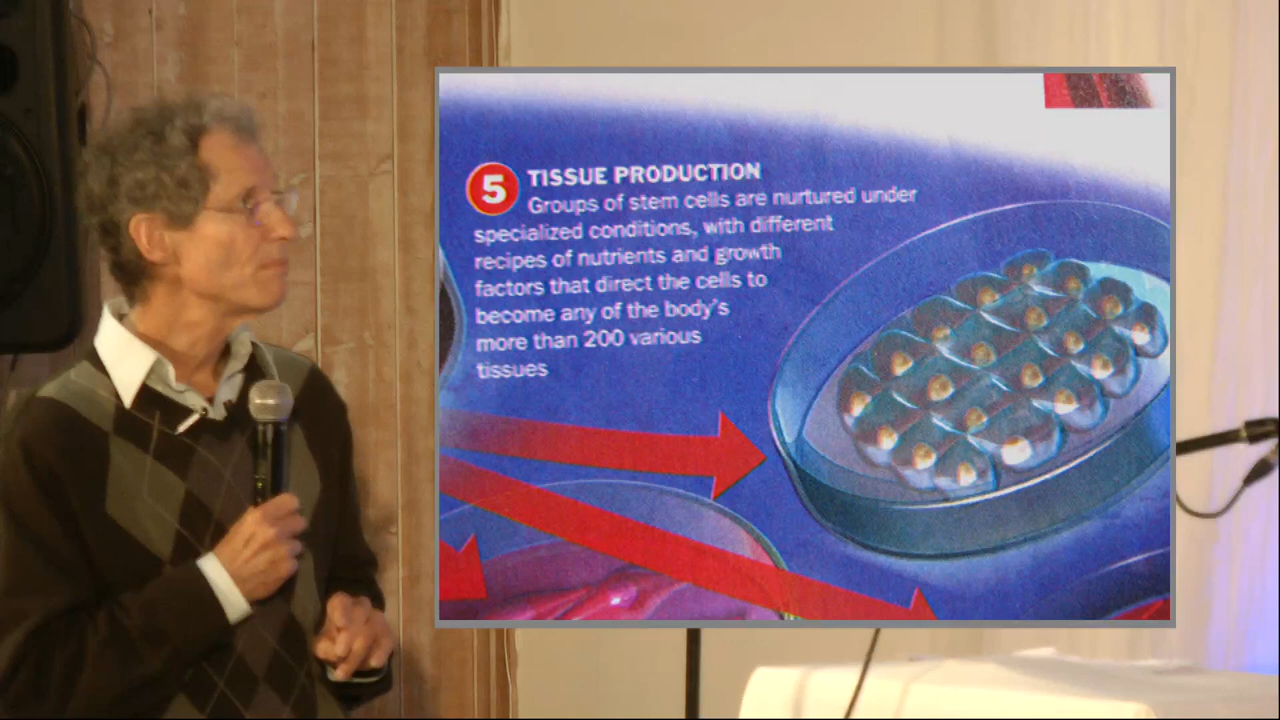 5 TISSUE PRODUCTION
Groups of stem cells are nurtured under
specialized conditions, with different
recipes of nutrients and growth
factors that direct the cells to
become any of the body's
more than 200 various
tissues